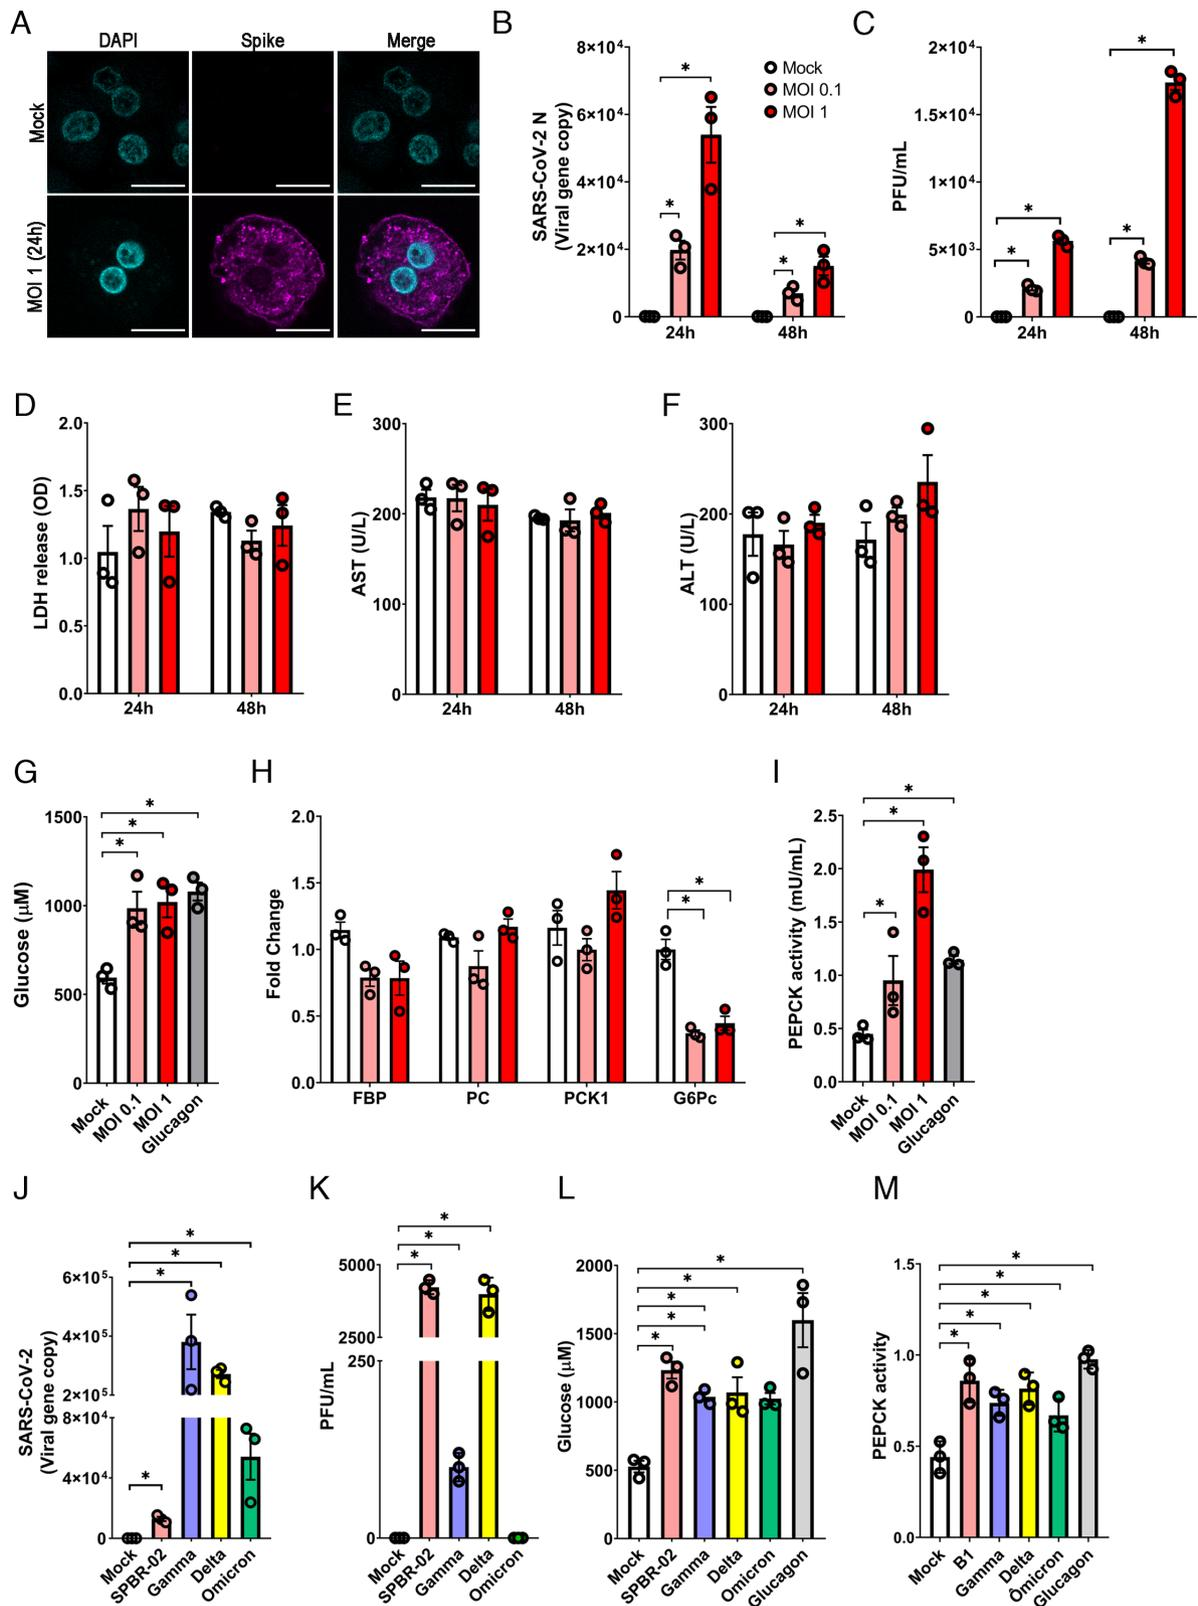 A
DAPI Spike Merge
Mock
MOI 1 (24h)
B
SARS-CoV-2 N
(Viral gene copy)
8×10⁴
6×10⁴
4×10⁴
2×10⁴
0
* * * *
24h 48h
Mock
MOI 0.1
MOI 1
C
PFU/mL
2×10⁴
1.5×10⁴
1×10⁴
5×10³
0
* * * *
24h 48h
D
LDH release (OD)
2.0
1.5
1.0
0.5
0.0
24h 48h
E
AST (U/L)
300
200
100
0
24h 48h
F
ALT (U/L)
300
200
100
0
24h 48h
G
Glucose (µM)
1500
1000
500
0
* * *
Mock
MOI 0.1
MOI 1
Glucagon
H
Fold Change
2.0
1.5
1.0
0.5
0.0
* *
FBP PC PCK1 G6Pc
I
PEPCK activity (mU/mL)
2.5
2.0
1.5
1.0
0.5
0.0
* * *
Mock
MOI 0.1
MOI 1
Glucagon
J
SARS-CoV-2
(Viral gene copy)
6×10⁵
4×10⁵
2×10⁵
8×10⁴
4×10⁴
0
* * * *
Mock
SPBR-02
Gamma
Delta
Omicron
K
PFU/mL
5000
2500
250
0
* * *
Mock
SPBR-02
Gamma
Delta
Omicron
L
Glucose (µM)
2000
1500
1000
500
0
* * * * *
Mock
SPBR-02
Gamma
Delta
Omicron
Glucagon
M
PEPCK activity
1.5
1.0
0.5
0.0
* * * * *
Mock
B1
Gamma
Delta
Ômicron
Glucagon